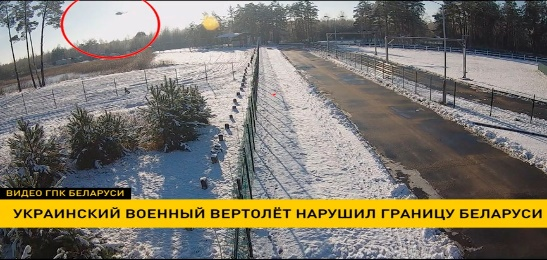 ВИДЕО ГПК БЕЛАРУСИ
УКРАИНСКИЙ ВОЕННЫЙ ВЕРТОЛЁТ НАРУШИЛ ГРАНИЦУ БЕЛАРУСИ